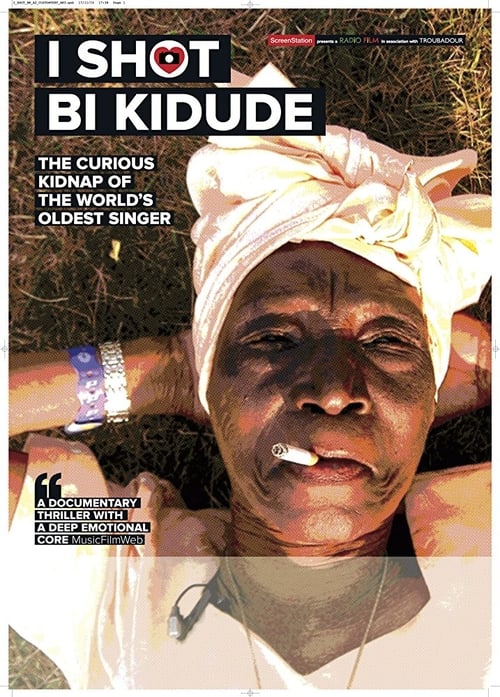 ScreenStation presents a RADIO FILM in association with TROUBADOUR
I SHOT
BI KIDUDE
THE CURIOUS
KIDNAP OF
THE WORLD'S
OLDEST SINGER
“
A DOCUMENTARY
THRILLER WITH
A DEEP EMOTIONAL
CORE MusicFilmWeb